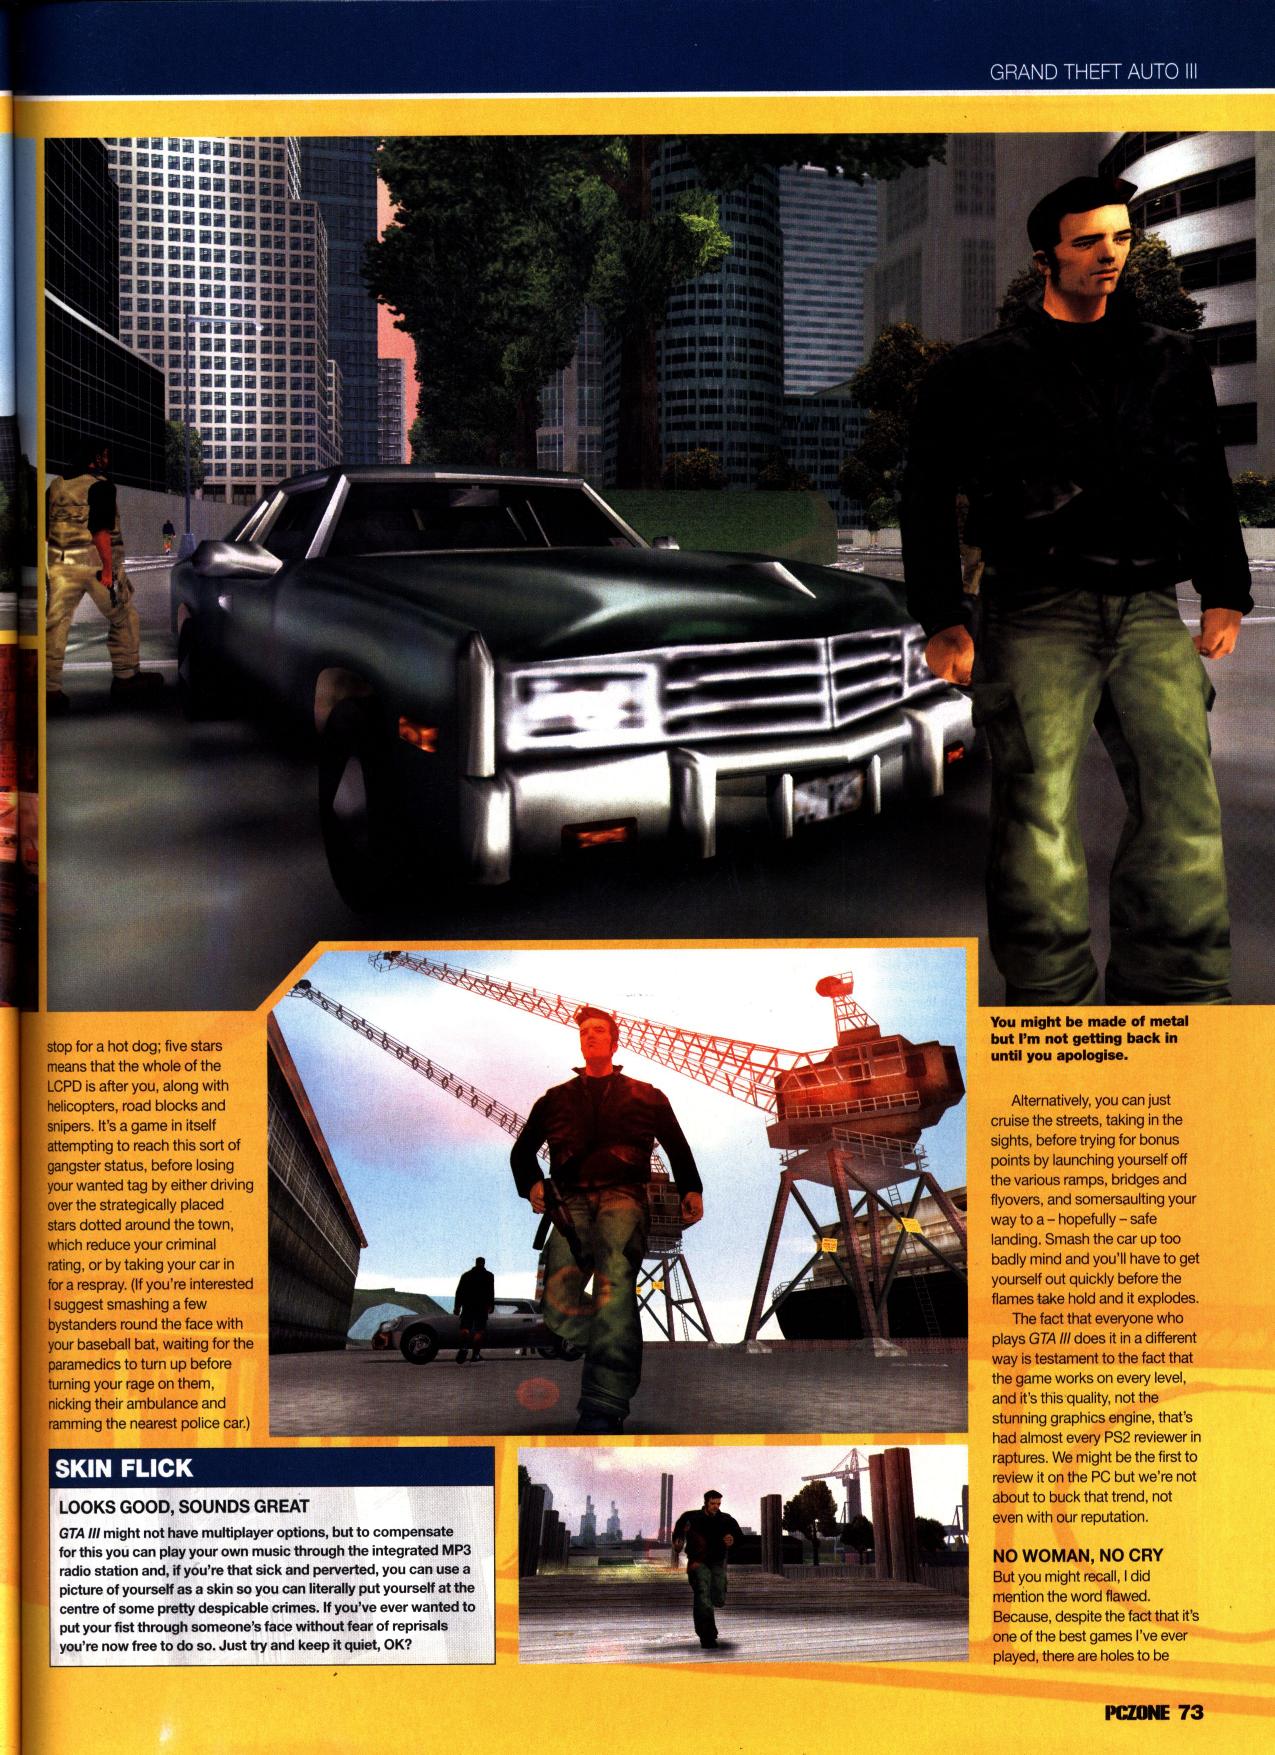 GRAND THEFT AUTO III
stop for a hot dog; five stars
means that the whole of the
LCPD is after you, along with
helicopters, road blocks and
snipers. It's a game in itself
attempting to reach this sort of
gangster status, before losing
your wanted tag by either driving
over the strategically placed
stars dotted around the town,
which reduce your criminal
rating, or by taking your car in
for a respray. (If you're interested
I suggest smashing a few
bystanders round the face with
your baseball bat, waiting for the
paramedics to turn up before
turning your rage on them,
nicking their ambulance and
ramming the nearest police car.)
SKIN FLICK
LOOKS GOOD, SOUNDS GREAT
GTA III might not have multiplayer options, but to compensate
for this you can play your own music through the integrated MP3
radio station and, if you're that sick and perverted, you can use a
picture of yourself as a skin so you can literally put yourself at the
centre of some pretty despicable crimes. If you've ever wanted to
put your fist through someone's face without fear of reprisals
you're now free to do so. Just try and keep it quiet, OK?
You might be made of metal
but I'm not getting back in
until you apologise.
Alternatively, you can just
cruise the streets, taking in the
sights, before trying for bonus
points by launching yourself off
the various ramps, bridges and
flyovers, and somersaulting your
way to a – hopefully – safe
landing. Smash the car up too
badly mind and you'll have to get
yourself out quickly before the
flames take hold and it explodes.
The fact that everyone who
plays GTA III does it in a different
way is testament to the fact that
the game works on every level,
and it's this quality, not the
stunning graphics engine, that's
had almost every PS2 reviewer in
raptures. We might be the first to
review it on the PC but we're not
about to buck that trend, not
even with our reputation.
NO WOMAN, NO CRY
But you might recall, I did
mention the word flawed.
Because, despite the fact that it's
one of the best games I've ever
played, there are holes to be
PCZONE 73